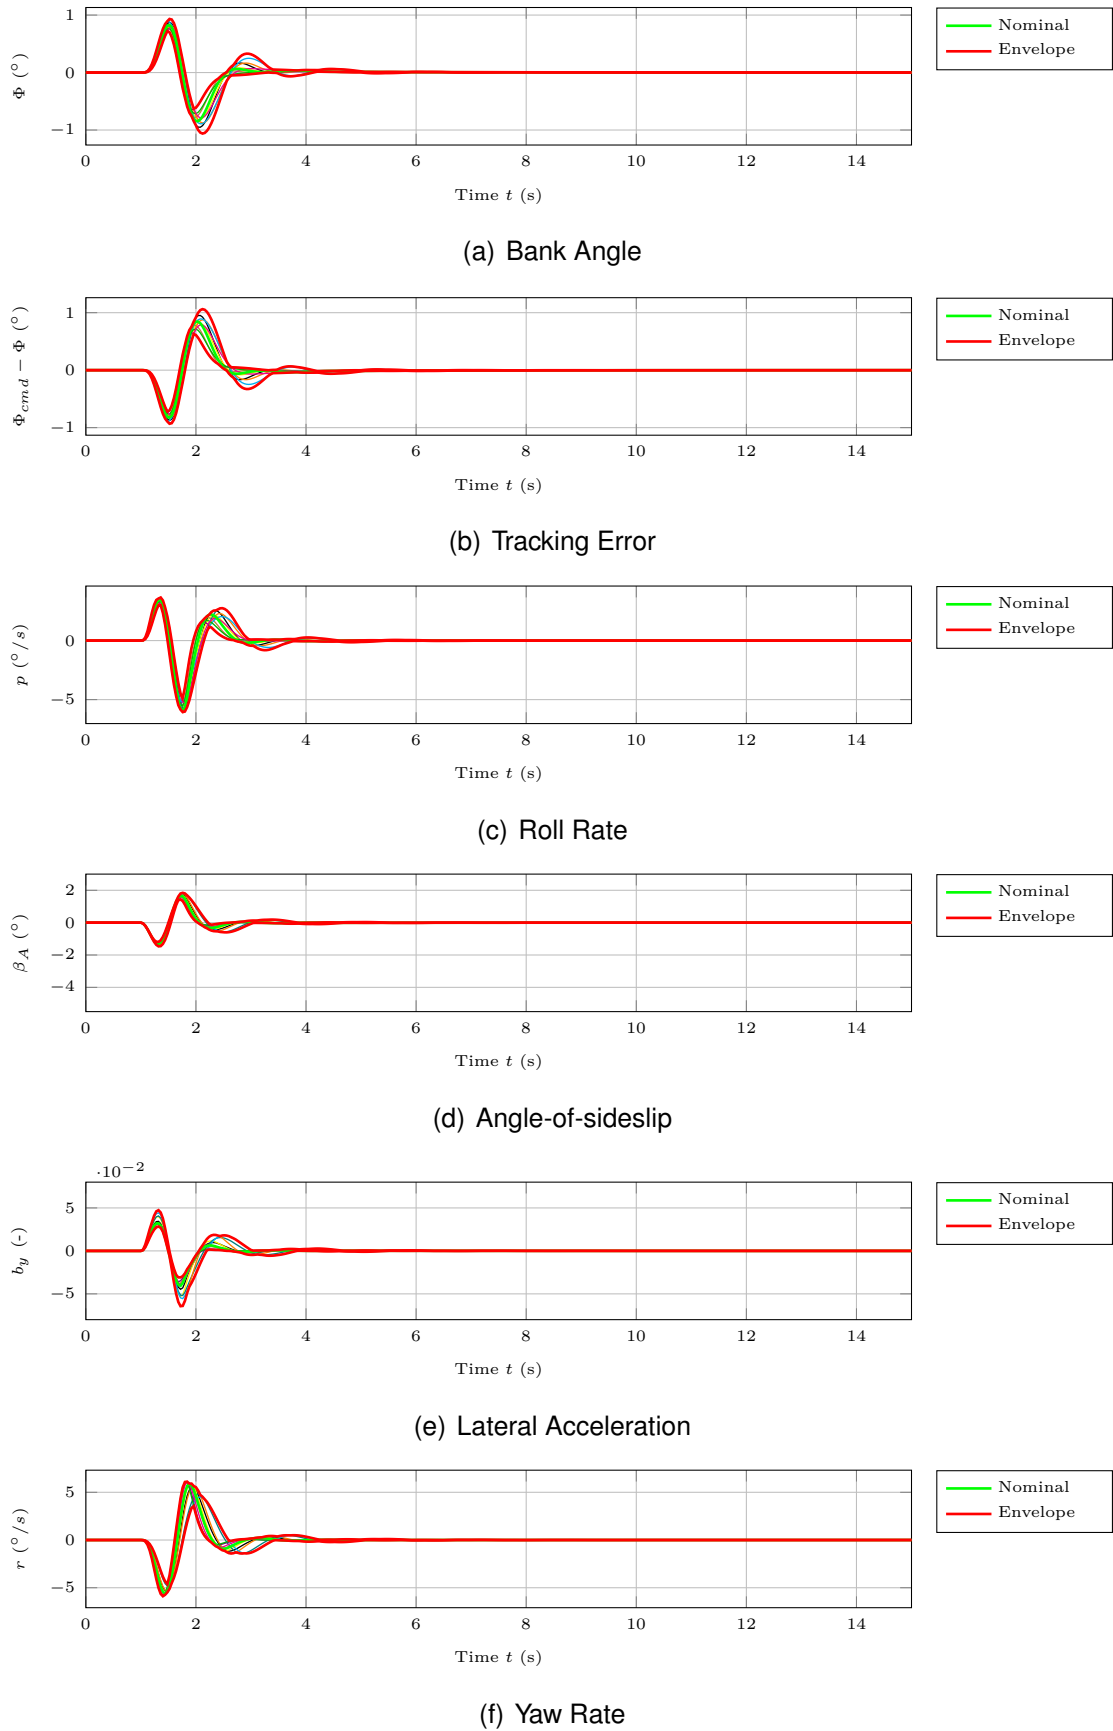 1
0
−1
Φ (°)
Nominal
Envelope
0 2 4 6 8 10 12 14
Time t (s)
(a) Bank Angle
1
0
−1
Φcmd − Φ (°)
Nominal
Envelope
0 2 4 6 8 10 12 14
Time t (s)
(b) Tracking Error
0
−5
p (°/s)
Nominal
Envelope
0 2 4 6 8 10 12 14
Time t (s)
(c) Roll Rate
2
0
−2
−4
βA (°)
Nominal
Envelope
0 2 4 6 8 10 12 14
Time t (s)
(d) Angle-of-sideslip
·10−2
5
0
−5
by (-)
Nominal
Envelope
0 2 4 6 8 10 12 14
Time t (s)
(e) Lateral Acceleration
5
0
−5
r (°/s)
Nominal
Envelope
0 2 4 6 8 10 12 14
Time t (s)
(f) Yaw Rate